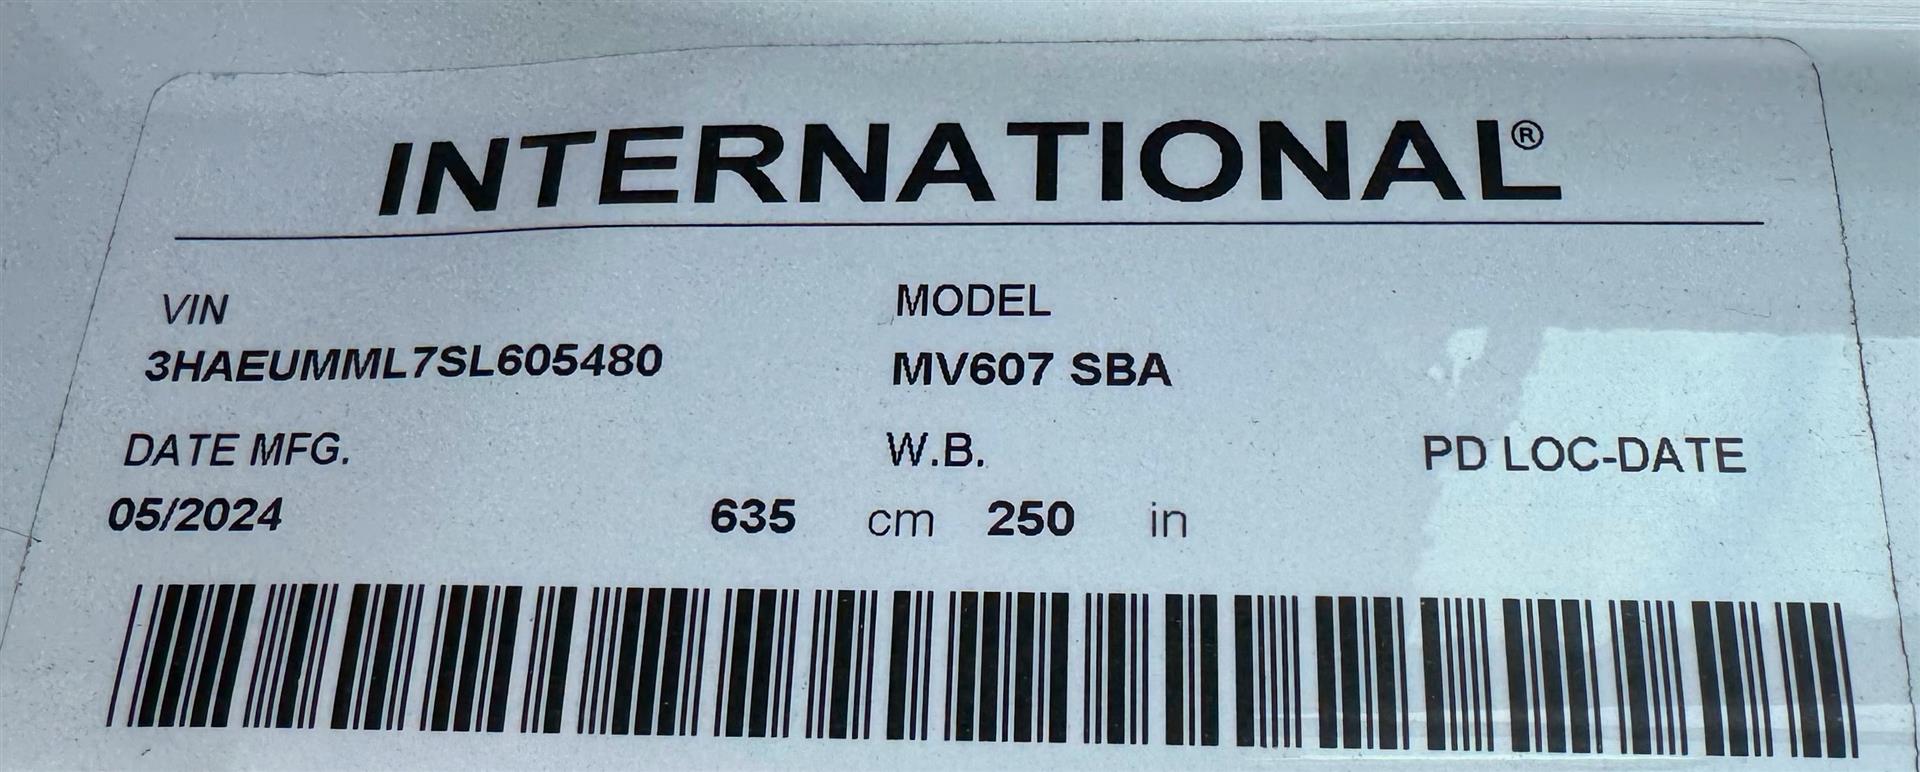 INTERNATIONAL®
VIN MODEL
3HAEUMML7SL605480 MV607 SBA
DATE MFG. W.B. PD LOC-DATE
05/2024 635 cm 250 in